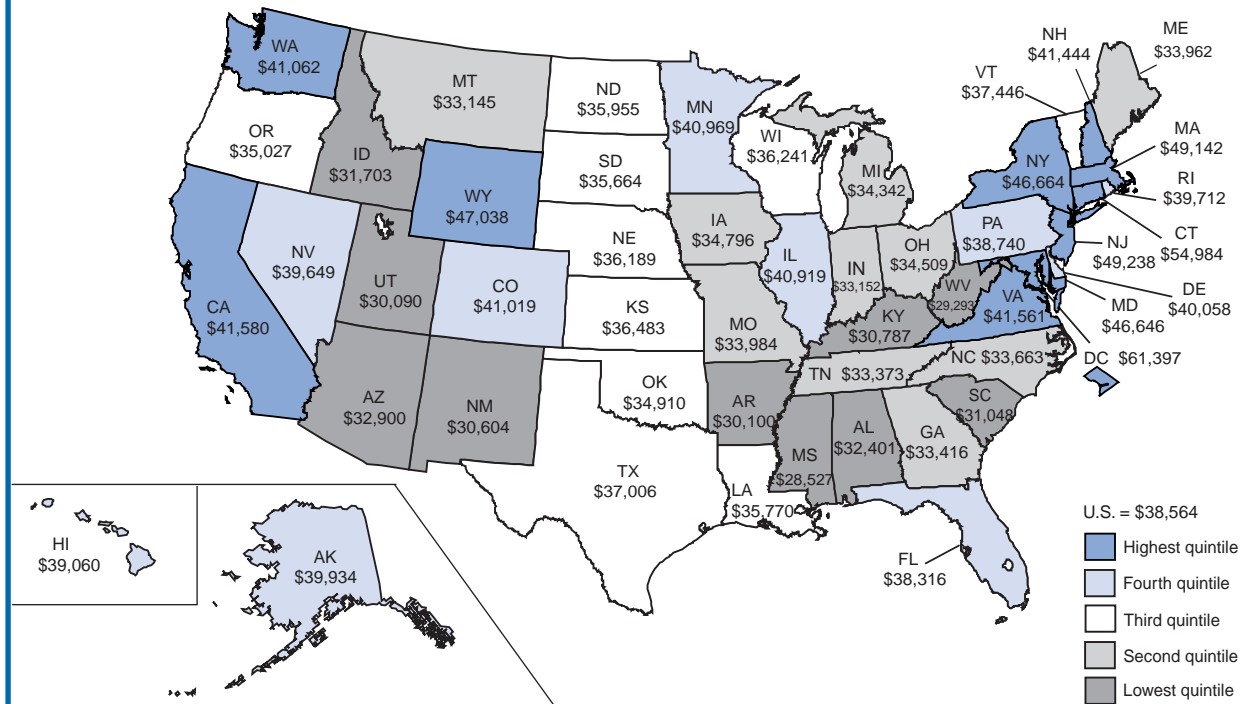 WA
$41,062
OR
$35,027
CA
$41,580
NV
$39,649
ID
$31,703
MT
$33,145
WY
$47,038
UT
$30,090
CO
$41,019
AZ
$32,900
NM
$30,604
ND
$35,955
SD
$35,664
NE
$36,189
KS
$36,483
OK
$34,910
TX
$37,006
MN
$40,969
IA
$34,796
MO
$33,984
AR
$30,100
LA
$35,770
WI
$36,241
IL
$40,919
MI
$34,342
IN
$33,152
OH
$34,509
KY
$30,787
TN $33,373
MS
$28,527
AL
$32,401
GA
$33,416
FL
$38,316
SC
$31,048
NC $33,663
WV
$29,293
VA
$41,561
PA
$38,740
NY
$46,664
VT
$37,446
NH
$41,444
ME
$33,962
MA
$49,142
RI
$39,712
CT
$54,984
NJ
$49,238
DE
$40,058
MD
$46,646
DC $61,397
HI
$39,060
AK
$39,934
U.S. = $38,564
Highest quintile
Fourth quintile
Third quintile
Second quintile
Lowest quintile